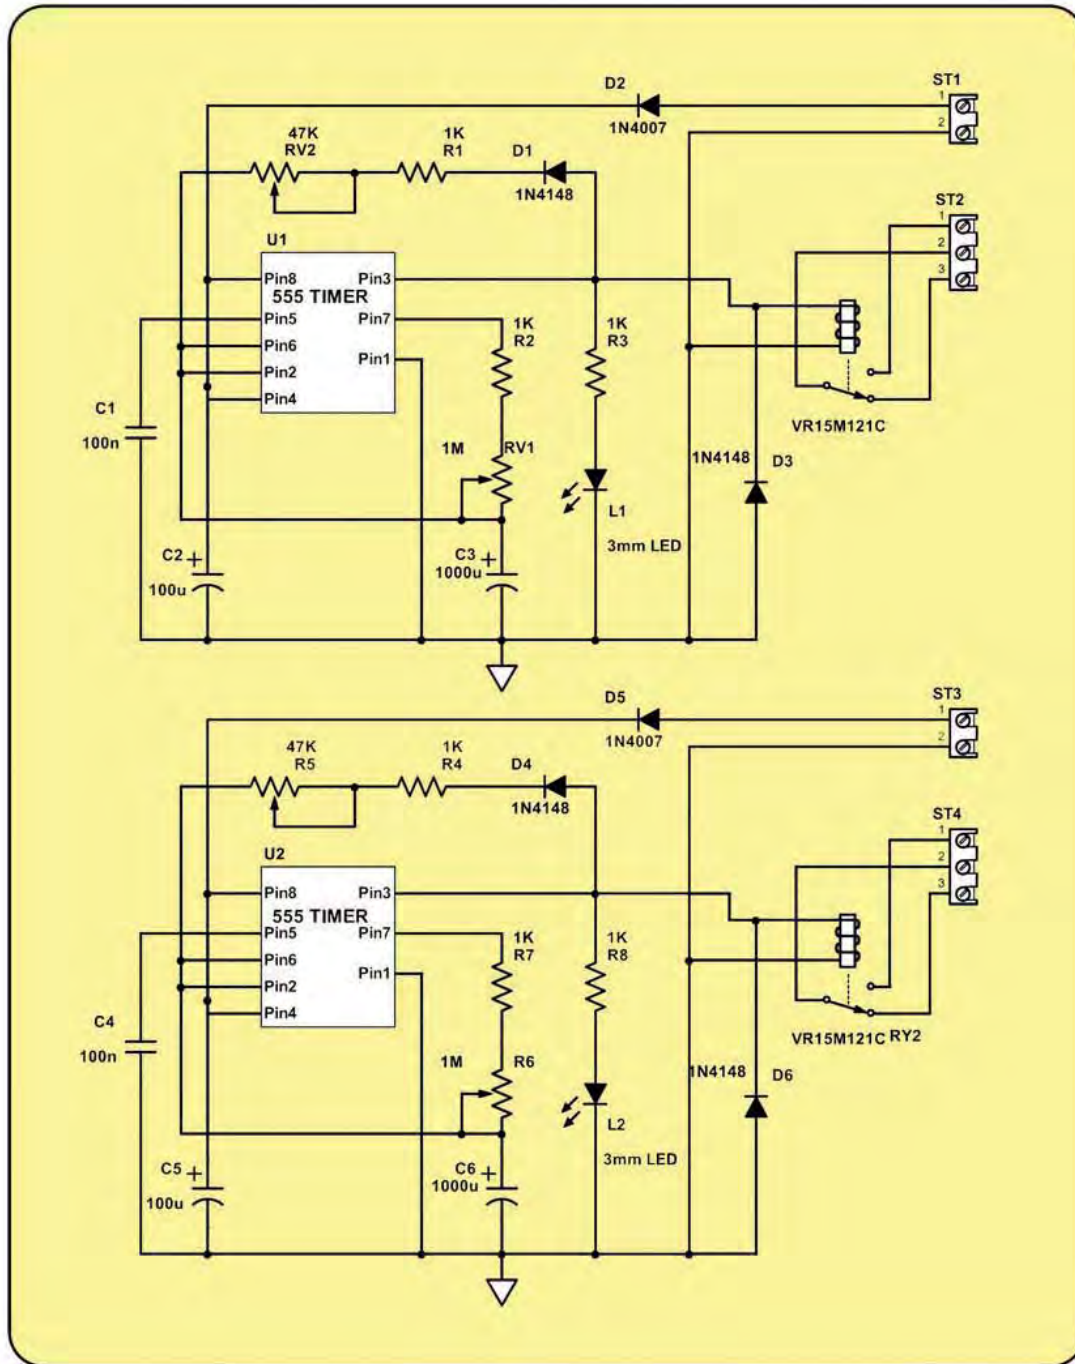 D2
1N4007
ST1
1
2
47K
RV2
1K
R1
D1
1N4148
ST2
1
2
3
U1
Pin8
Pin3
555 TIMER
Pin5
Pin7
Pin6
Pin1
Pin2
Pin4
1K
R2
1K
R3
C1
100n
1M
RV1
VR15M121C
1N4148
D3
L1
3mm LED
C2
+
100u
C3
+
1000u
D5
1N4007
ST3
1
2
47K
R5
1K
R4
D4
1N4148
ST4
1
2
3
U2
Pin8
Pin3
555 TIMER
Pin5
Pin7
Pin6
Pin1
Pin2
Pin4
1K
R7
1K
R8
C4
100n
1M
R6
VR15M121C RY2
1N4148
D6
L2
3mm LED
C5
+
100u
C6
+
1000u